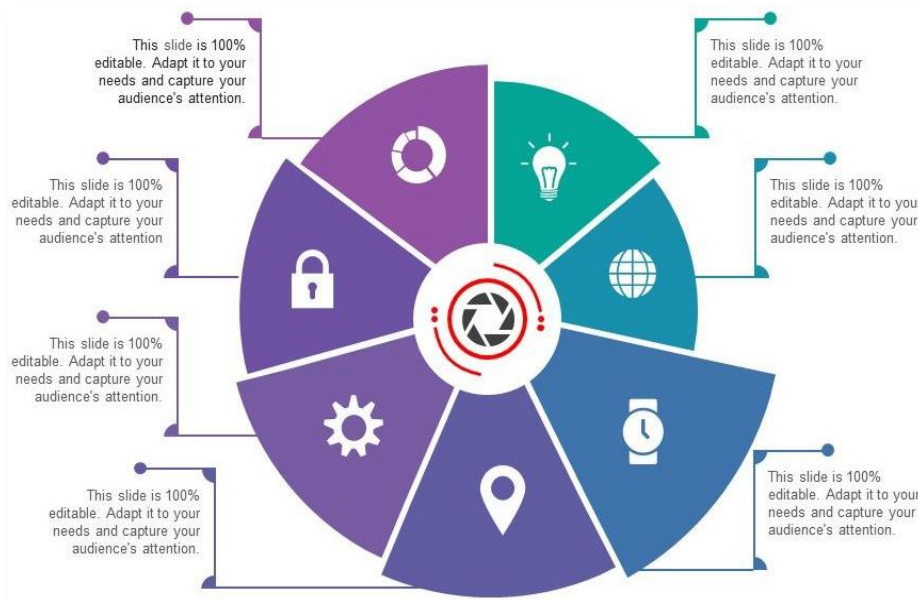 This slide is 100%
editable. Adapt it to your
needs and capture your
audience's attention.
This slide is 100%
editable. Adapt it to your
needs and capture your
audience's attention.
This slide is 100%
editable. Adapt it to your
needs and capture your
audience's attention
This slide is 100%
editable. Adapt it to your
needs and capture your
audience's attention.
This slide is 100%
editable. Adapt it to your
needs and capture your
audience's attention.
This slide is 100%
editable. Adapt it to your
needs and capture your
audience's attention.
This slide is 100%
editable. Adapt it to your
needs and capture your
audience's attention.